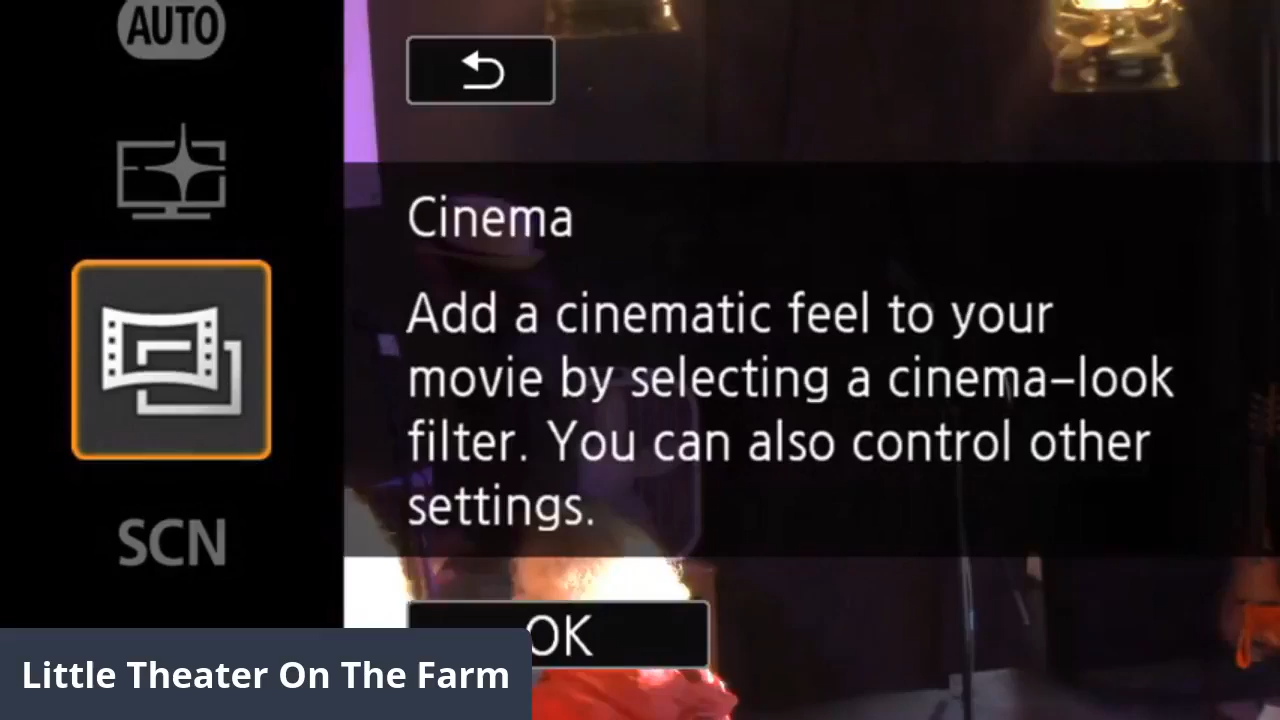 AUTO
Cinema
Add a cinematic feel to your
movie by selecting a cinema-look
filter. You can also control other
settings.
SCN
OK
Little Theater On The Farm